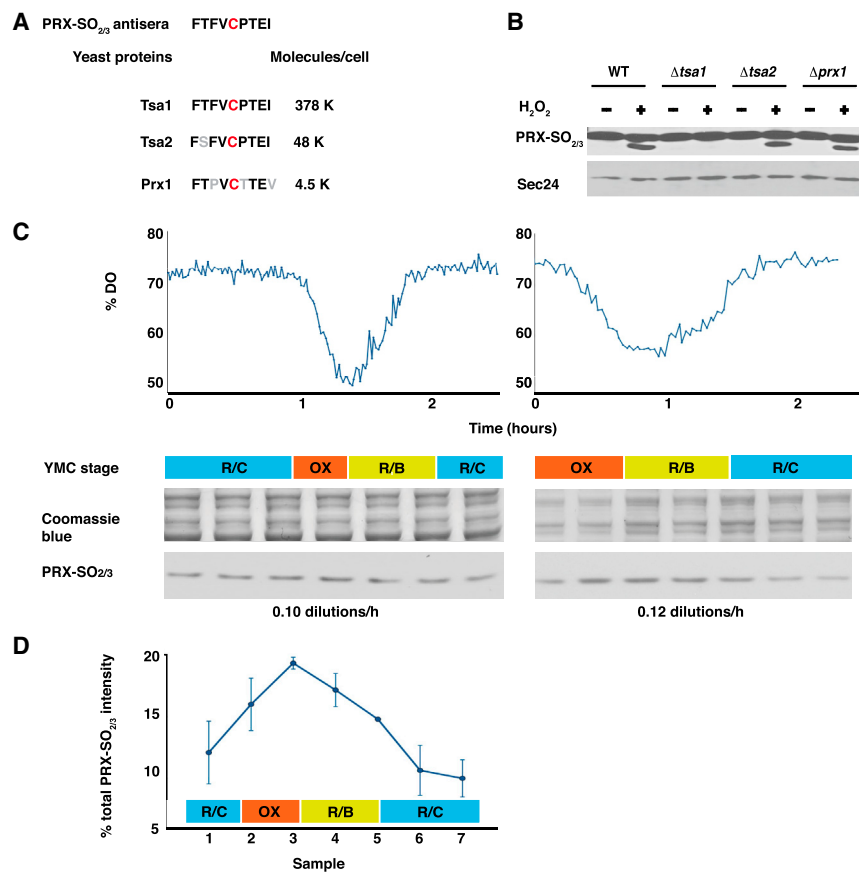 A
PRX-SO2/3 antisera FTFVCPTEI
Yeast proteins Molecules/cell
Tsa1 FTFVCPTEI 378 K
Tsa2 FSFVCPTEI 48 K
Prx1 FTPVCTTEV 4.5 K
B
WT Δtsa1 Δtsa2 Δprx1
H2O2 - + - + - + - +
PRX-SO2/3
Sec24
C
80
70
60
50
% DO
0 1 2
80
70
60
50
0 1 2
Time (hours)
YMC stage R/C OX R/B R/C OX R/B R/C
Coomassie
blue
PRX-SO2/3
0.10 dilutions/h 0.12 dilutions/h
D
% total PRX-SO2/3 intensity
20
15
10
5
R/C OX R/B R/C
1 2 3 4 5 6 7
Sample